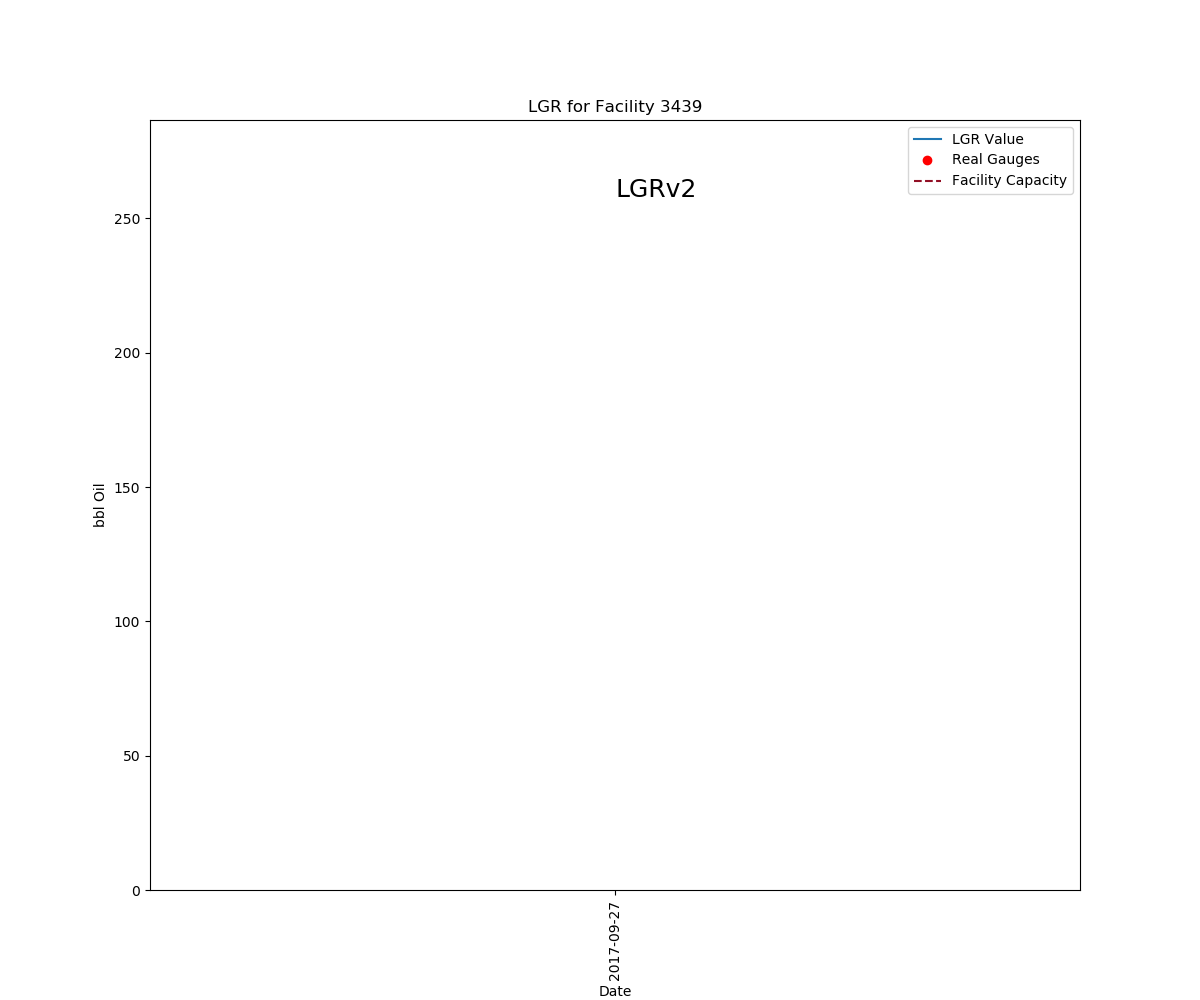 LGR for Facility 3439
LGR Value
Real Gauges
Facility Capacity
LGRv2
250
200
150
100
50
0
bbl Oil
2017-09-27
Date